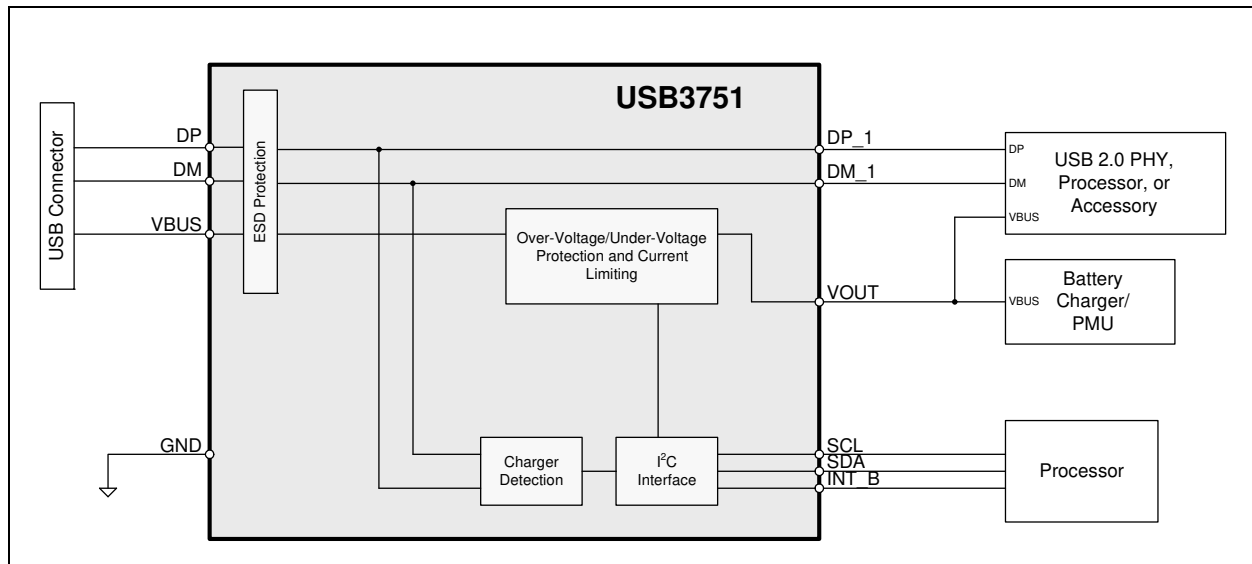 USB3751
USB Connector
DP
DM
VBUS
GND
ESD Protection
Over-Voltage/Under-Voltage
Protection and Current
Limiting
Charger
Detection
I²C
Interface
DP_1
DM_1
VOUT
SCL
SDA
INT_B
DP
DM
VBUS
USB 2.0 PHY,
Processor, or
Accessory
VBUS
Battery
Charger/
PMU
Processor